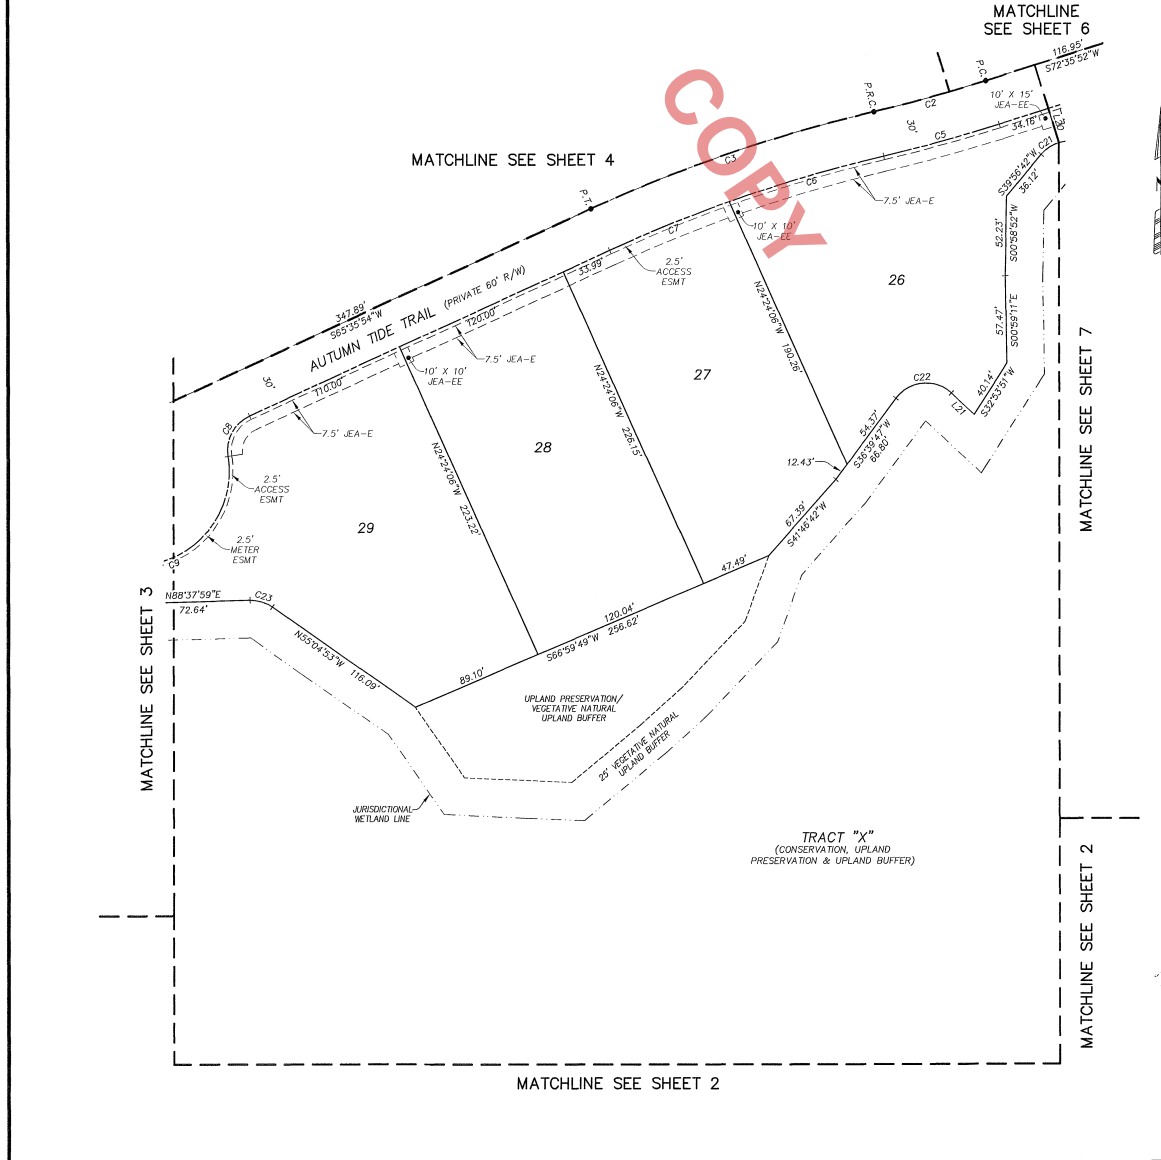 MATCHLINE
SEE SHEET 6
116.95'
S72°35'52"W
P.C.
P.R.C.
C2
10' X 15'
JEA-EE
34.16'
L30
C21
30'
C5
COPY
MATCHLINE SEE SHEET 4
C3
C6
7.5' JEA-E
S39°56'42"W
36.12'
P.T.
10' X 10'
JEA-EE
C7
52.23'
S00°58'52"W
2.5'
ACCESS
ESMT
33.99'
26
347.89'
S65°35'54"W
AUTUMN TIDE TRAIL (PRIVATE 60' R/W)
120.00'
7.5' JEA-E
N24°24'06"W 190.26'
57.47'
S00°59'11"E
MATCHLINE SEE SHEET 7
10' X 10'
JEA-EE
30'
110.00'
27
N24°24'06"W 226.15'
C22
L21
40.14'
S32°53'51"W
C8
7.5' JEA-E
54.37'
S36°39'47"W
66.80'
28
N24°24'06"W 223.22'
12.43'
2.5'
ACCESS
ESMT
67.39'
S41°46'42"W
29
2.5'
METER
ESMT
C9
47.49'
N88°37'59"E
72.64'
C23
120.04'
S66°59'49"W 256.62'
MATCHLINE SEE SHEET 3
N55°04'53"W 116.09'
89.10'
UPLAND PRESERVATION/
VEGETATIVE NATURAL
UPLAND BUFFER
25' VEGETATIVE NATURAL
UPLAND BUFFER
JURISDICTIONAL
WETLAND LINE
TRACT "X"
(CONSERVATION, UPLAND
PRESERVATION & UPLAND BUFFER)
MATCHLINE SEE SHEET 2
MATCHLINE SEE SHEET 2